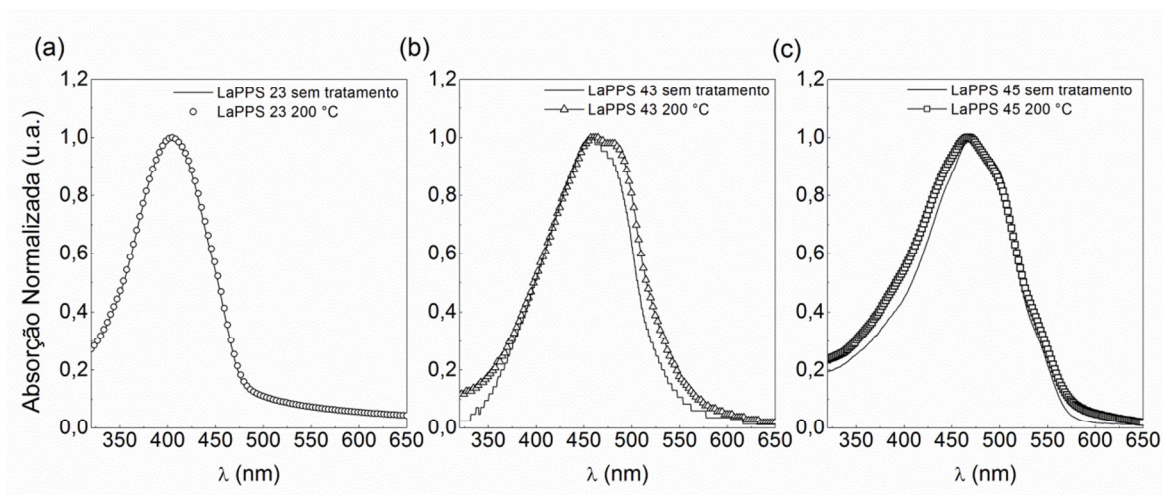 (a)
1,2
1,0
0,8
0,6
0,4
0,2
0,0
Absorção Normalizada (u.a.)
LaPPS 23 sem tratamento
LaPPS 23 200 °C
350 400 450 500 550 600 650
λ (nm)
(b)
1,2
1,0
0,8
0,6
0,4
0,2
0,0
LaPPS 43 sem tratamento
LaPPS 43 200 °C
350 400 450 500 550 600 650
λ (nm)
(c)
1,2
1,0
0,8
0,6
0,4
0,2
0,0
LaPPS 45 sem tratamento
LaPPS 45 200 °C
350 400 450 500 550 600 650
λ (nm)